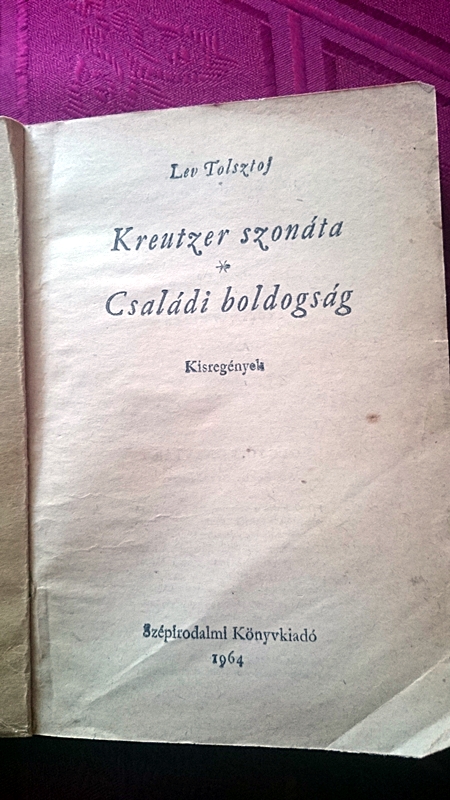 Lev Tolsztoj
Kreutzer szonáta
*
Családi boldogság
Kisregények
Szépirodalmi Könyvkiadó
1964